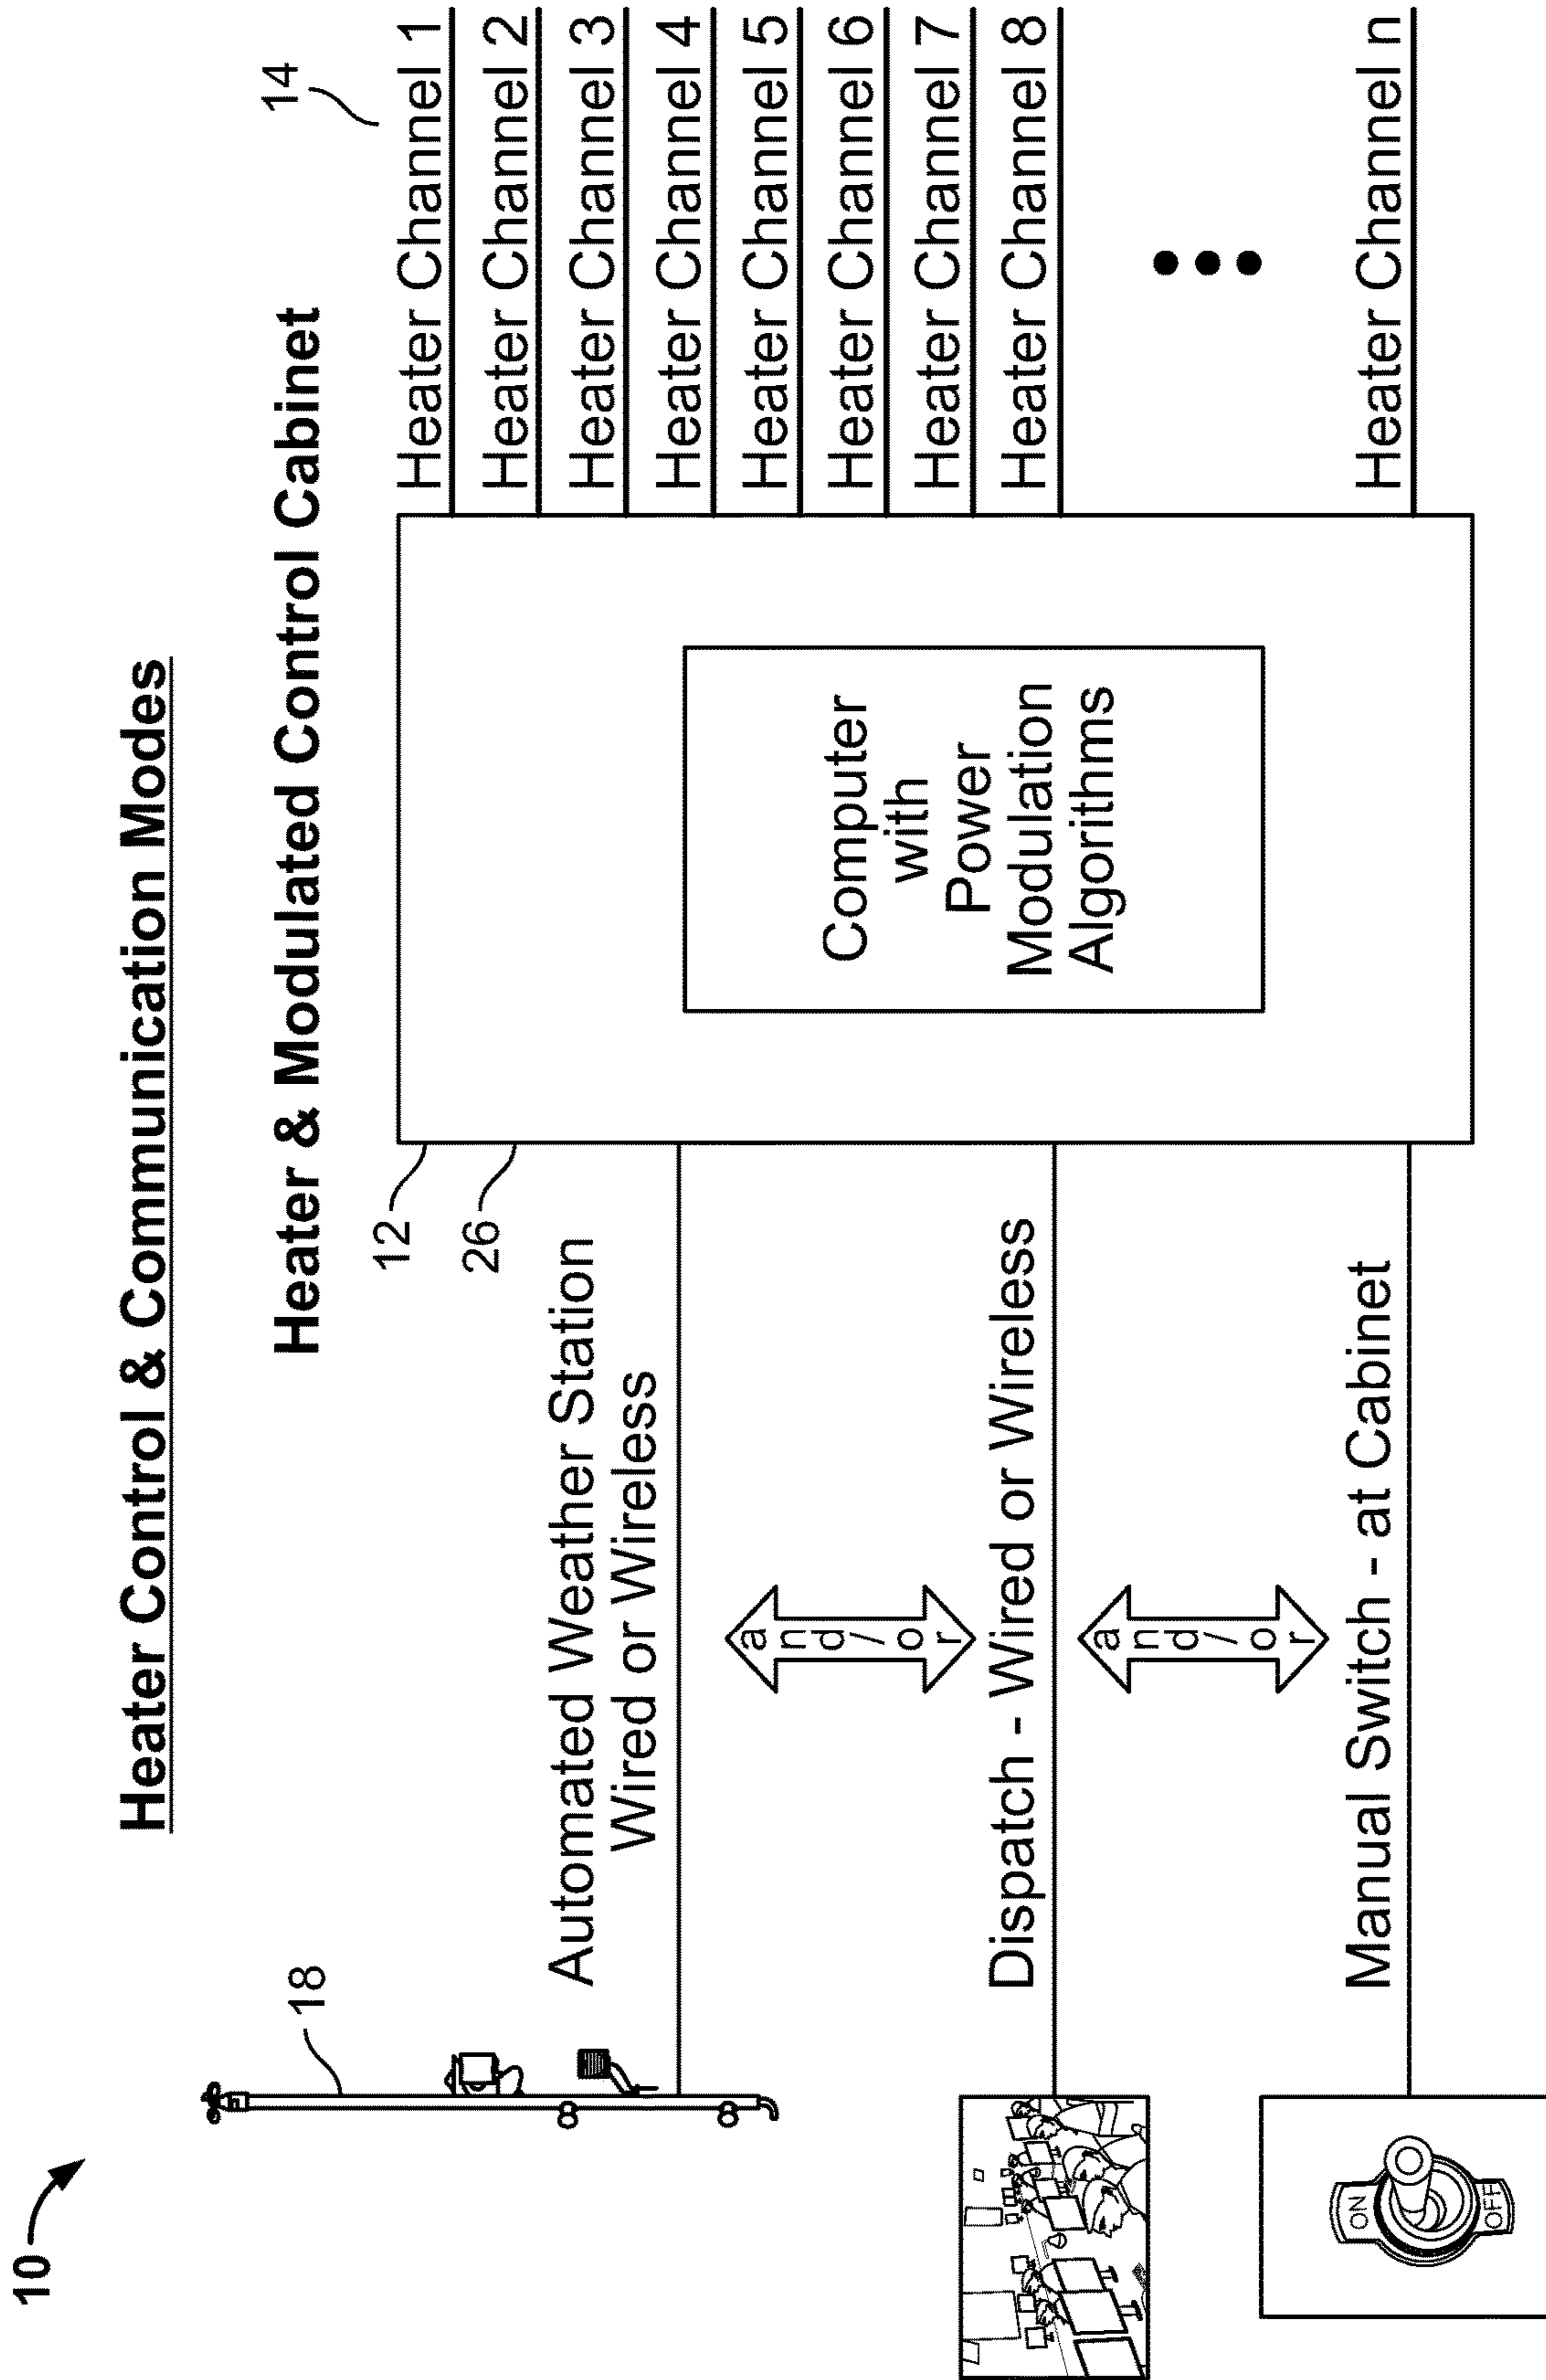 10
Heater Control & Communication Modes
Heater & Modulated Control Cabinet
14
18
12
26
Automated Weather Station
Wired or Wireless
and/or
Dispatch - Wired or Wireless
and/or
Manual Switch - at Cabinet
ON
OFF
Computer
with
Power
Modulation
Algorithms
Heater Channel 1
Heater Channel 2
Heater Channel 3
Heater Channel 4
Heater Channel 5
Heater Channel 6
Heater Channel 7
Heater Channel 8
Heater Channel n